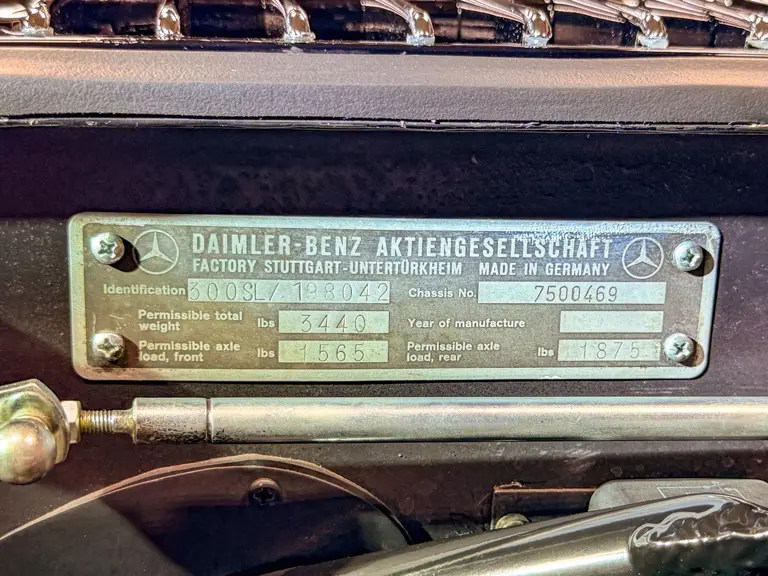 DAIMLER-BENZ AKTIENGESELLSCHAFT
FACTORY STUTTGART-UNTERTÜRKHEIM MADE IN GERMANY
Identification 300SL/198042 Chassis No. 7500469
Permissible total weight lbs 3440 Year of manufacture
Permissible axle load, front lbs 1565 Permissible axle load, rear lbs 1875